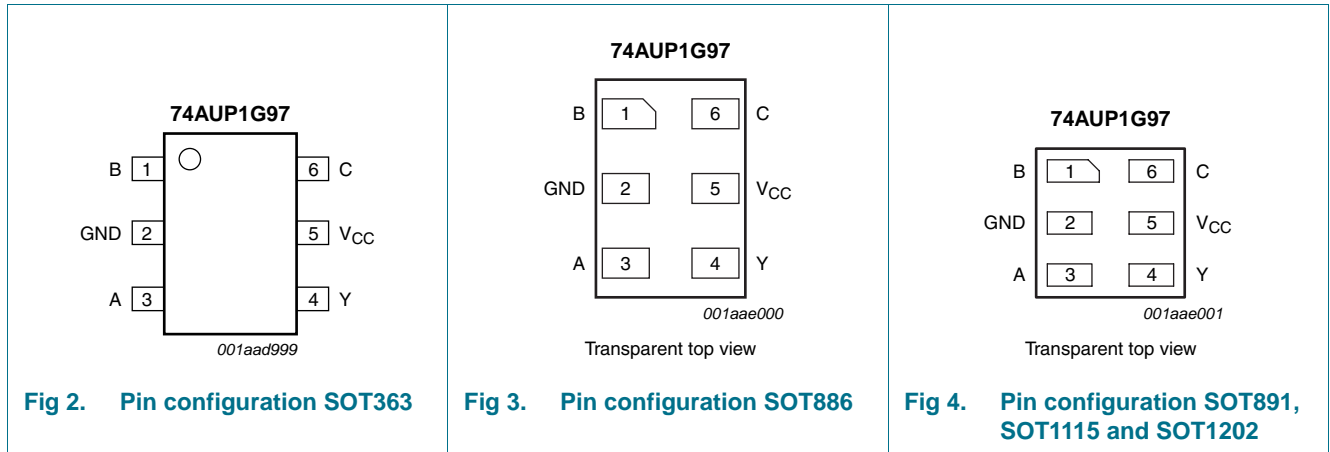 74AUP1G97
B 1 6 C
GND 2 5 VCC
A 3 4 Y
001aad999
Fig 2. Pin configuration SOT363
74AUP1G97
B 1 6 C
GND 2 5 VCC
A 3 4 Y
001aae000
Transparent top view
Fig 3. Pin configuration SOT886
74AUP1G97
B 1 6 C
GND 2 5 VCC
A 3 4 Y
001aae001
Transparent top view
Fig 4. Pin configuration SOT891,
SOT1115 and SOT1202